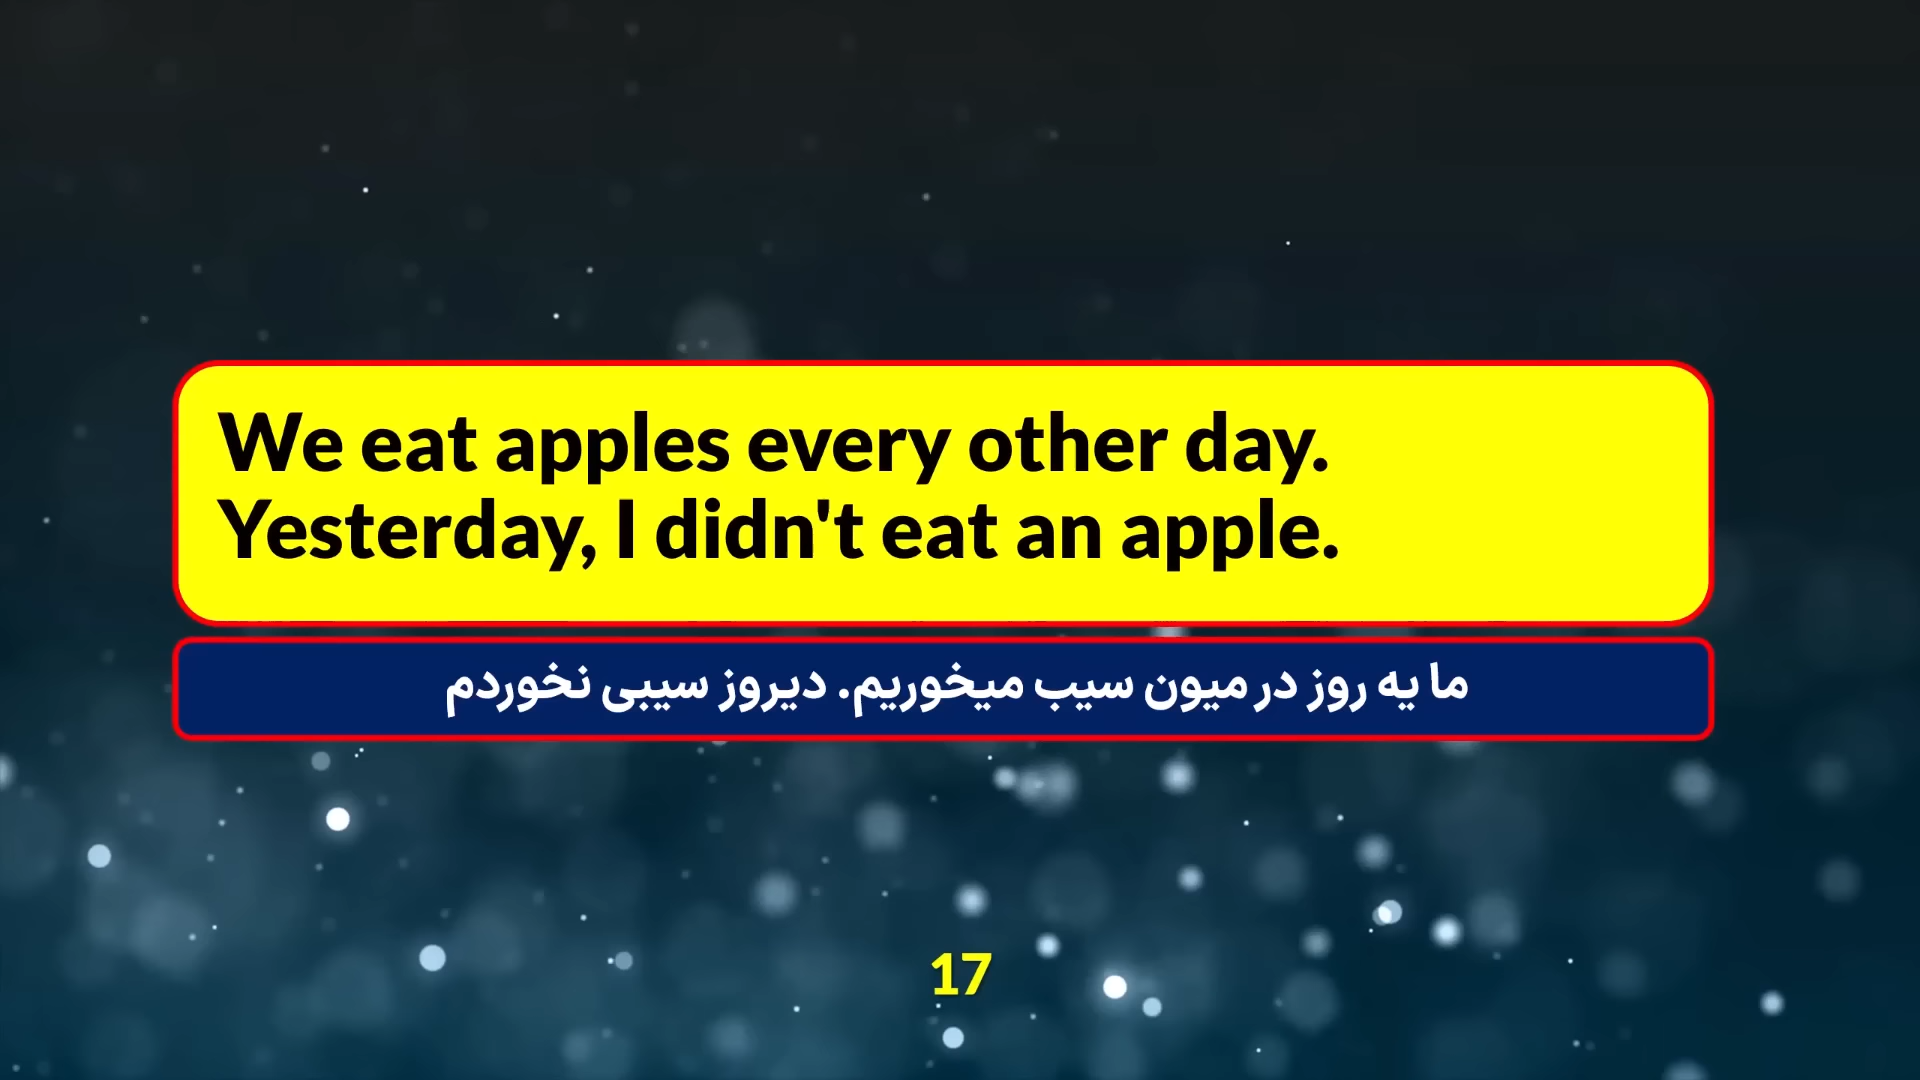 We eat apples every other day.
Yesterday, I didn't eat an apple.
ما یه روز در میون سیب میخوریم. دیروز سیبی نخوردم
17